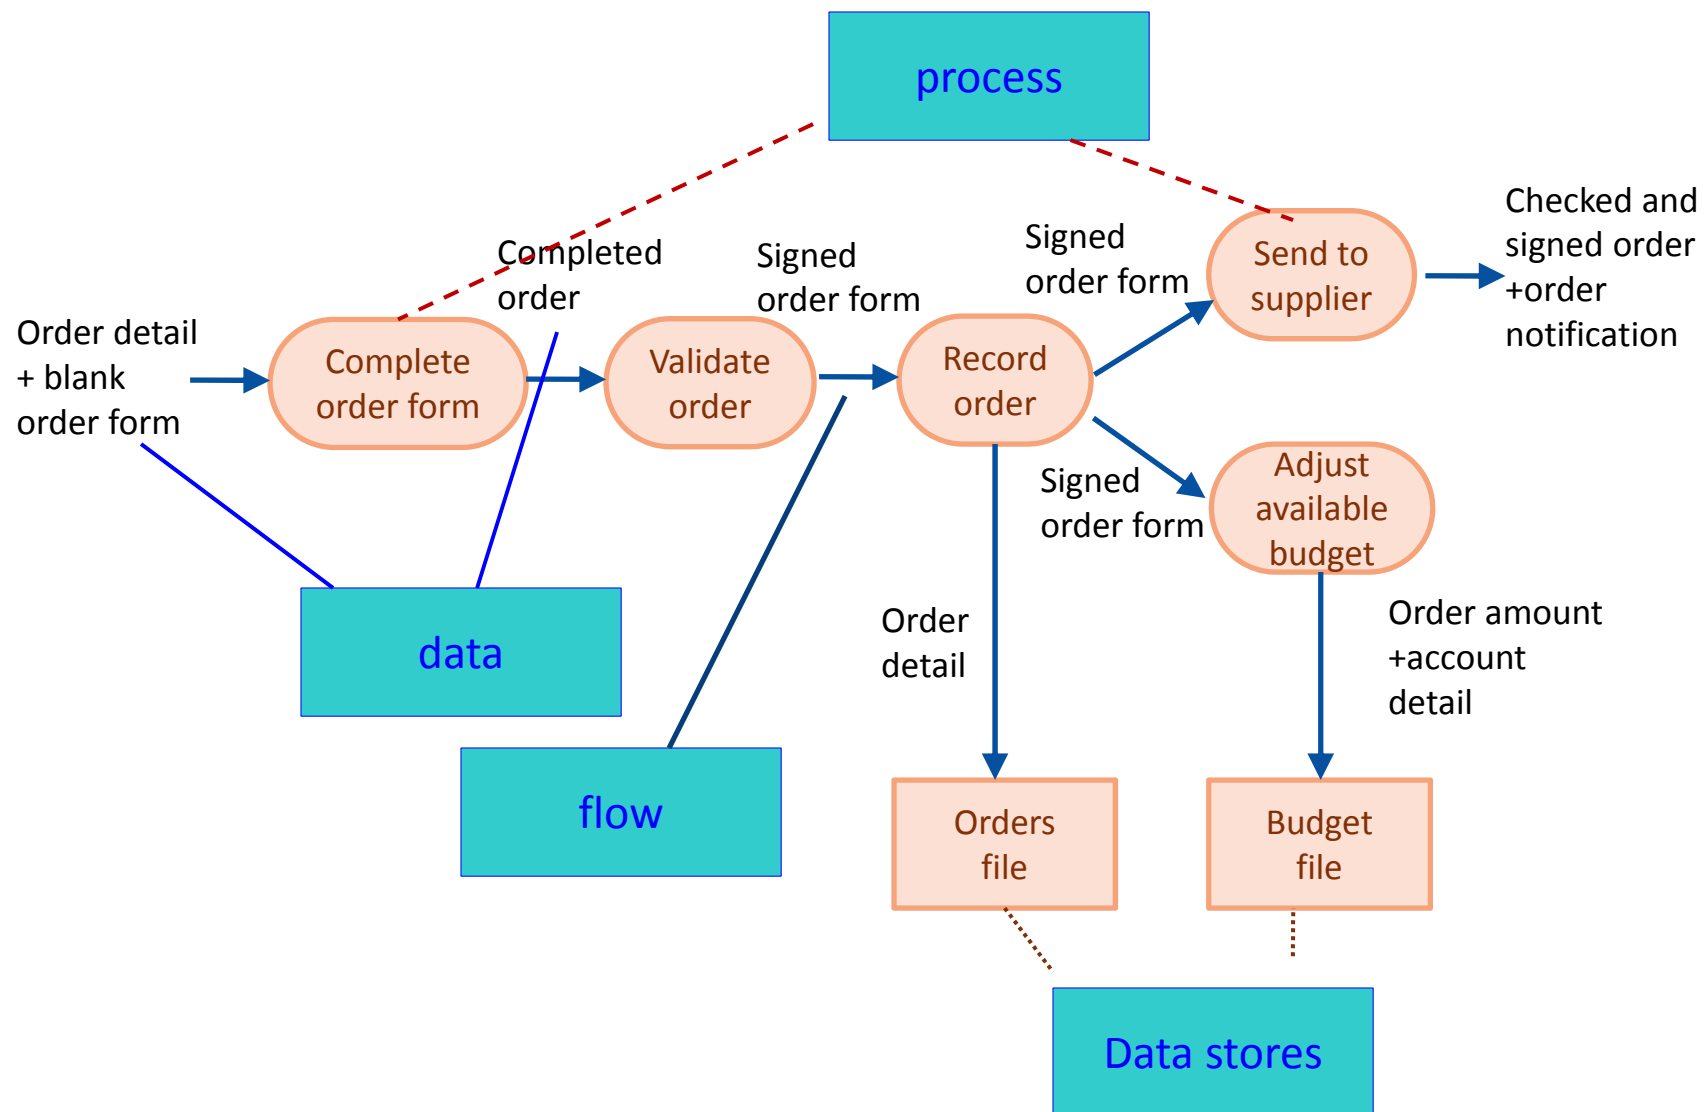 process
Checked and
signed order
+order
notification
Signed
order form
Send to
supplier
Completed
order
Signed
order form
Order detail
+ blank
order form
Complete
order form
Validate
order
Record
order
Signed
order form
Adjust
available
budget
data
Order
detail
Order amount
+account
detail
flow
Orders
file
Budget
file
Data stores